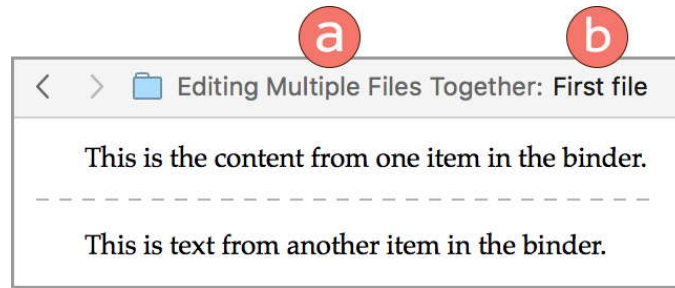 a b
Editing Multiple Files Together: First file
This is the content from one item in the binder.
This is text from another item in the binder.